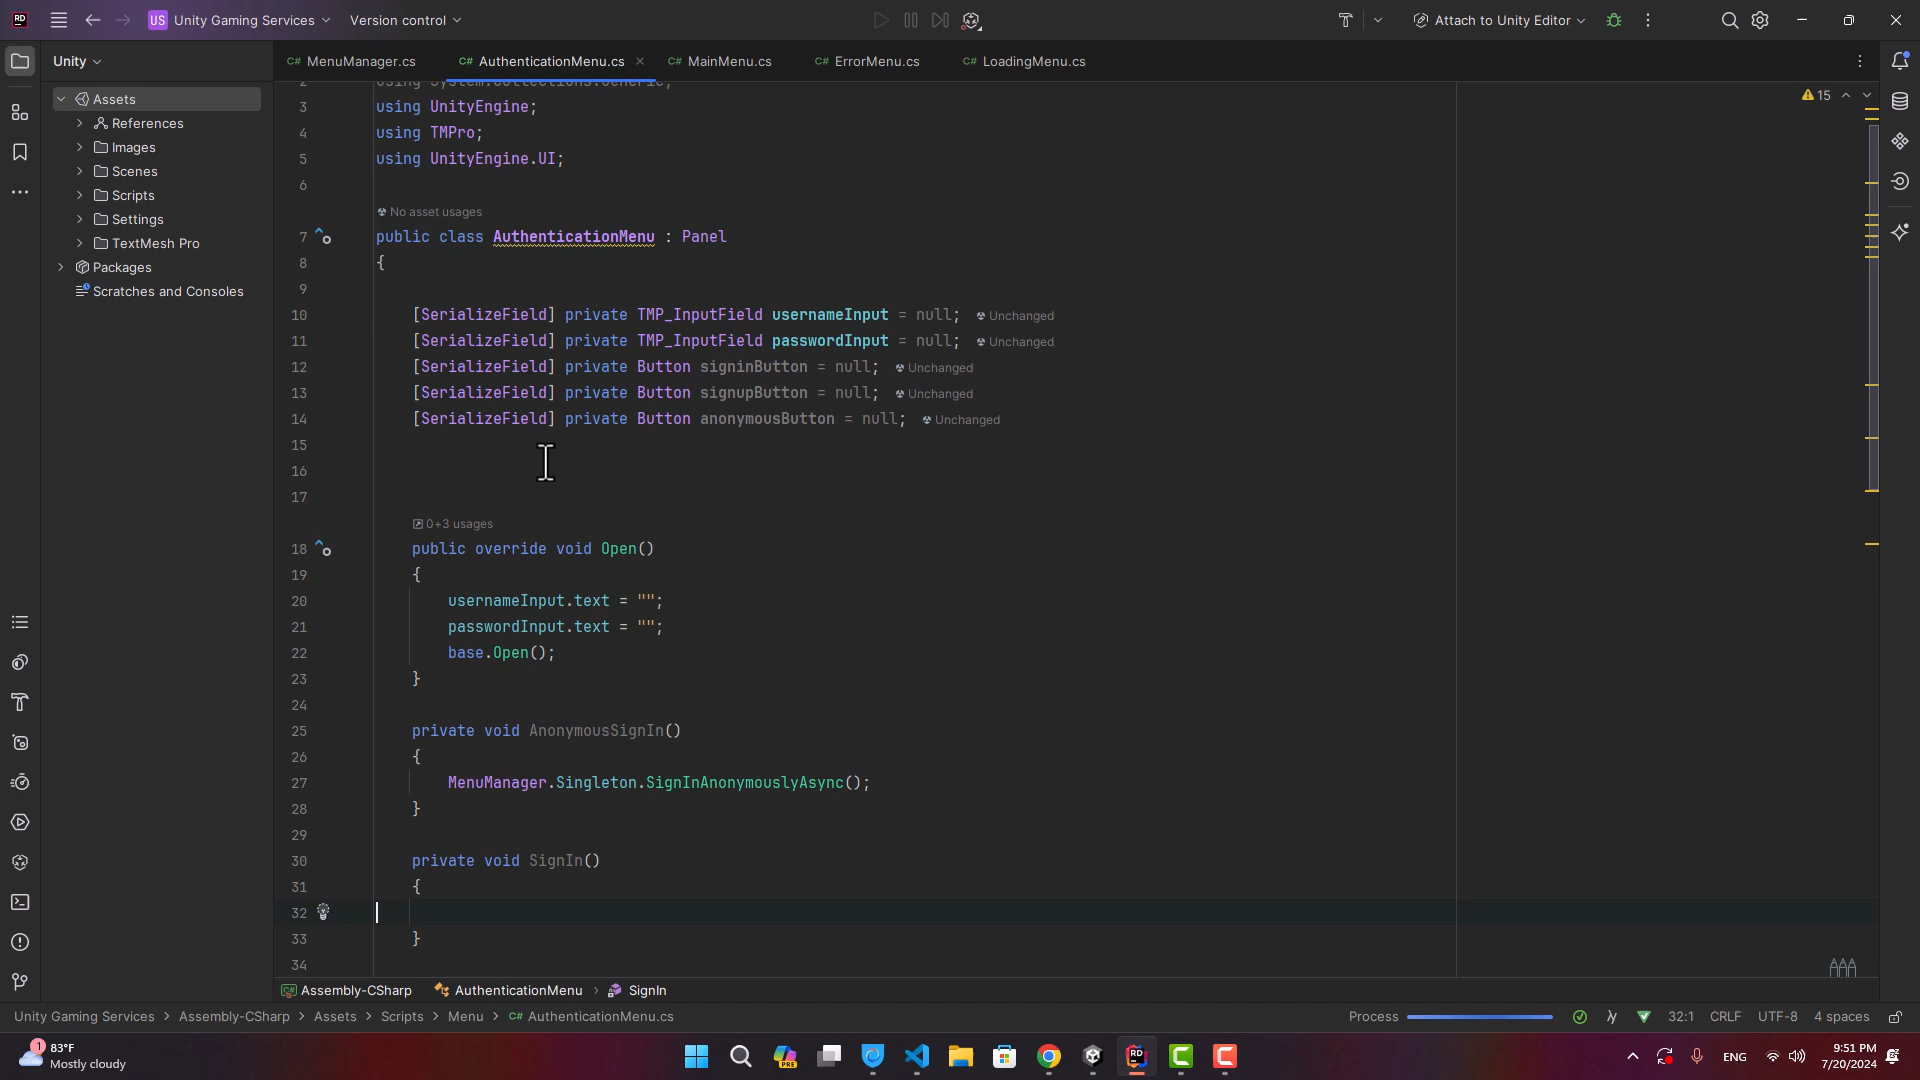 US Unity Gaming Services Version control Attach to Unity Editor
Unity
C# MenuManager.cs C# AuthenticationMenu.cs C# MainMenu.cs C# ErrorMenu.cs C# LoadingMenu.cs
Assets
References
Images
Scenes
Scripts
Settings
TextMesh Pro
Packages
Scratches and Consoles
15
2 using System.Collections.Generic;
3 using UnityEngine;
4 using TMPro;
5 using UnityEngine.UI;
6
No asset usages
7 public class AuthenticationMenu : Panel
8 {
9
10 [SerializeField] private TMP_InputField usernameInput = null; Unchanged
11 [SerializeField] private TMP_InputField passwordInput = null; Unchanged
12 [SerializeField] private Button signinButton = null; Unchanged
13 [SerializeField] private Button signupButton = null; Unchanged
14 [SerializeField] private Button anonymousButton = null; Unchanged
15
16
17
0+3 usages
18 public override void Open()
19 {
20 usernameInput.text = "";
21 passwordInput.text = "";
22 base.Open();
23 }
24
25 private void AnonymousSignIn()
26 {
27 MenuManager.Singleton.SignInAnonymouslyAsync();
28 }
29
30 private void SignIn()
31 {
32
33 }
34
Assembly-CSharp AuthenticationMenu › SignIn
Unity Gaming Services › Assembly-CSharp › Assets › Scripts › Menu › C# AuthenticationMenu.cs Process 32:1 CRLF UTF-8 4 spaces
1 83°F
Mostly cloudy
ENG
9:51 PM
7/20/2024